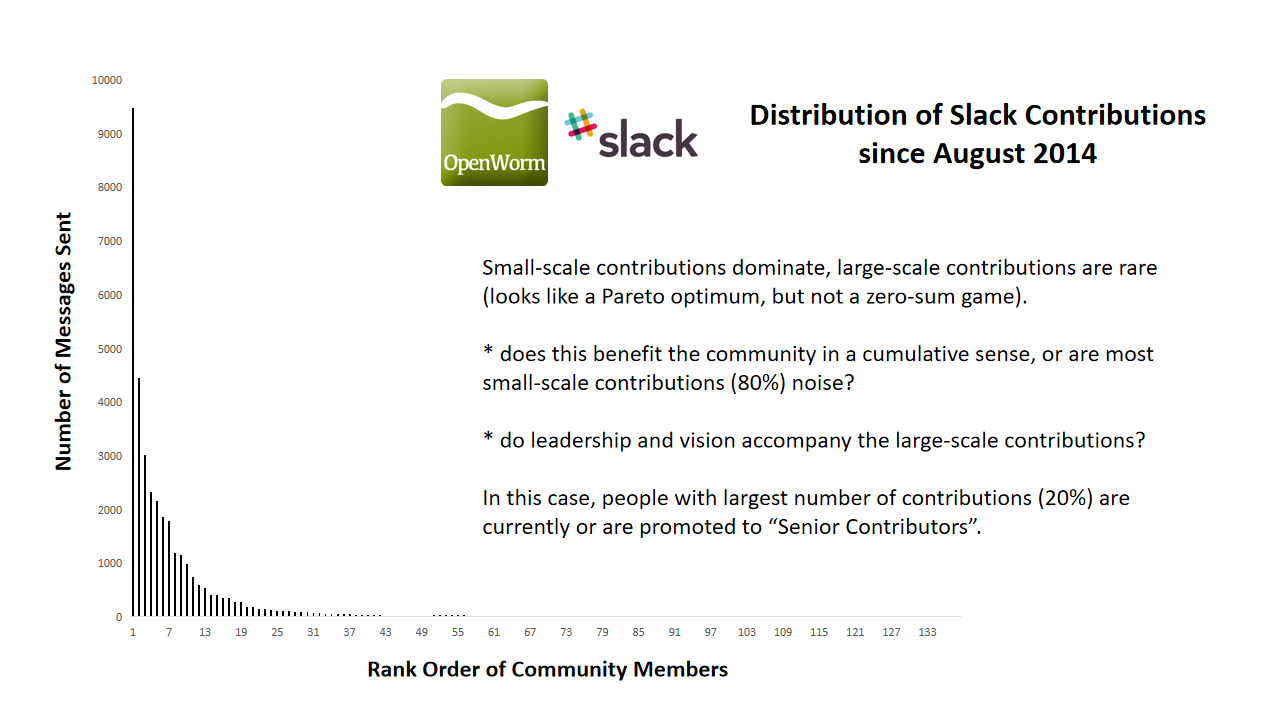 OpenWorm
slack
Distribution of Slack Contributions
since August 2014
Small-scale contributions dominate, large-scale contributions are rare
(looks like a Pareto optimum, but not a zero-sum game).
* does this benefit the community in a cumulative sense, or are most
small-scale contributions (80%) noise?
* do leadership and vision accompany the large-scale contributions?
In this case, people with largest number of contributions (20%) are
currently or are promoted to “Senior Contributors”.
Number of Messages Sent
10000
9000
8000
7000
6000
5000
4000
3000
2000
1000
0
1 7 13 19 25 31 37 43 49 55 61 67 73 79 85 91 97 103 109 115 121 127 133
Rank Order of Community Members